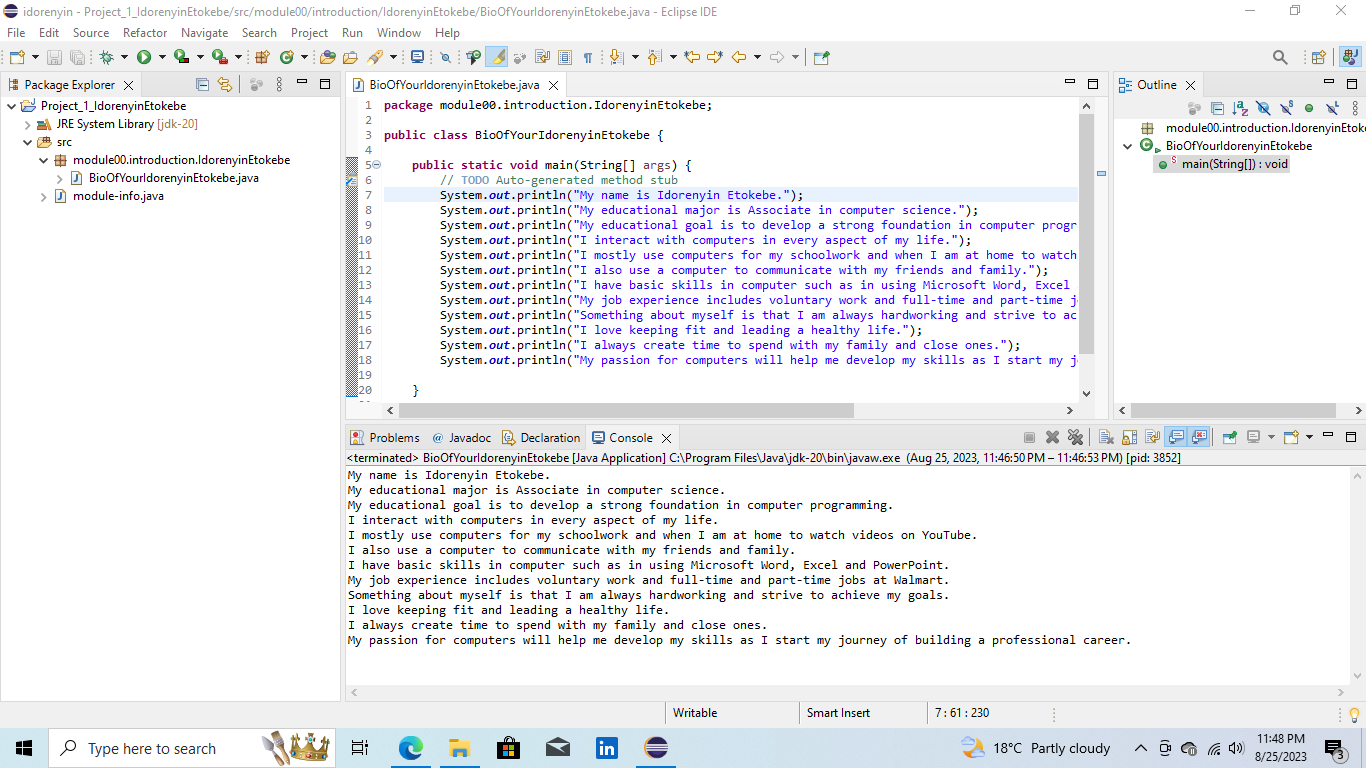 idorenyin - Project_1_IdorenyinEtokebe/src/module00/introduction/IdorenyinEtokebe/BioOfYourIdorenyinEtokebe.java - Eclipse IDE
File Edit Source Refactor Navigate Search Project Run Window Help
Package Explorer
Project_1_IdorenyinEtokebe
JRE System Library [jdk-20]
src
module00.introduction.IdorenyinEtokebe
BioOfYourIdorenyinEtokebe.java
module-info.java
BioOfYourIdorenyinEtokebe.java
1 package module00.introduction.IdorenyinEtokebe;
2
3 public class BioOfYourIdorenyinEtokebe {
4
5 public static void main(String[] args) {
6 // TODO Auto-generated method stub
7 System.out.println("My name is Idorenyin Etokebe.");
8 System.out.println("My educational major is Associate in computer science.");
9 System.out.println("My educational goal is to develop a strong foundation in computer progr
10 System.out.println("I interact with computers in every aspect of my life.");
11 System.out.println("I mostly use computers for my schoolwork and when I am at home to watch
12 System.out.println("I also use a computer to communicate with my friends and family.");
13 System.out.println("I have basic skills in computer such as in using Microsoft Word, Excel
14 System.out.println("My job experience includes voluntary work and full-time and part-time j
15 System.out.println("Something about myself is that I am always hardworking and strive to ac
16 System.out.println("I love keeping fit and leading a healthy life.");
17 System.out.println("I always create time to spend with my family and close ones.");
18 System.out.println("My passion for computers will help me develop my skills as I start my j
19
20 }
Outline
module00.introduction.IdorenyinEtok
BioOfYourIdorenyinEtokebe
main(String[]) : void
Problems Javadoc Declaration Console
<terminated> BioOfYourIdorenyinEtokebe [Java Application] C:\Program Files\Java\jdk-20\bin\javaw.exe (Aug 25, 2023, 11:46:50 PM – 11:46:53 PM) [pid: 3852]
My name is Idorenyin Etokebe.
My educational major is Associate in computer science.
My educational goal is to develop a strong foundation in computer programming.
I interact with computers in every aspect of my life.
I mostly use computers for my schoolwork and when I am at home to watch videos on YouTube.
I also use a computer to communicate with my friends and family.
I have basic skills in computer such as in using Microsoft Word, Excel and PowerPoint.
My job experience includes voluntary work and full-time and part-time jobs at Walmart.
Something about myself is that I am always hardworking and strive to achieve my goals.
I love keeping fit and leading a healthy life.
I always create time to spend with my family and close ones.
My passion for computers will help me develop my skills as I start my journey of building a professional career.
Writable Smart Insert 7 : 61 : 230
Type here to search
18°C Partly cloudy
11:48 PM
8/25/2023
3